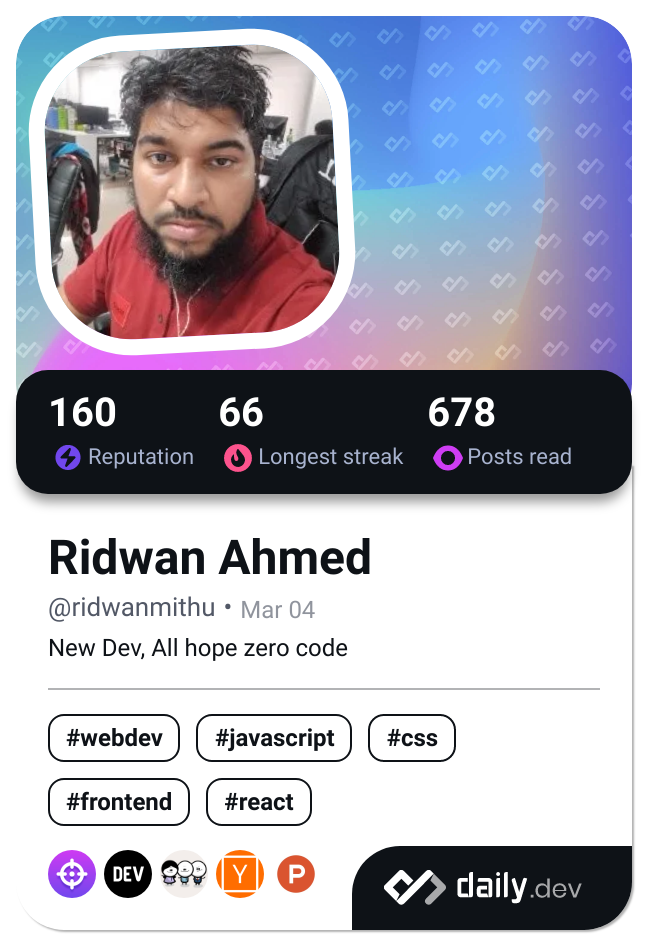 160 66 678
Reputation Longest streak Posts read
Ridwan Ahmed
@ridwanmithu • Mar 04
New Dev, All hope zero code
#webdev #javascript #css
#frontend #react
DEV Y P
daily.dev